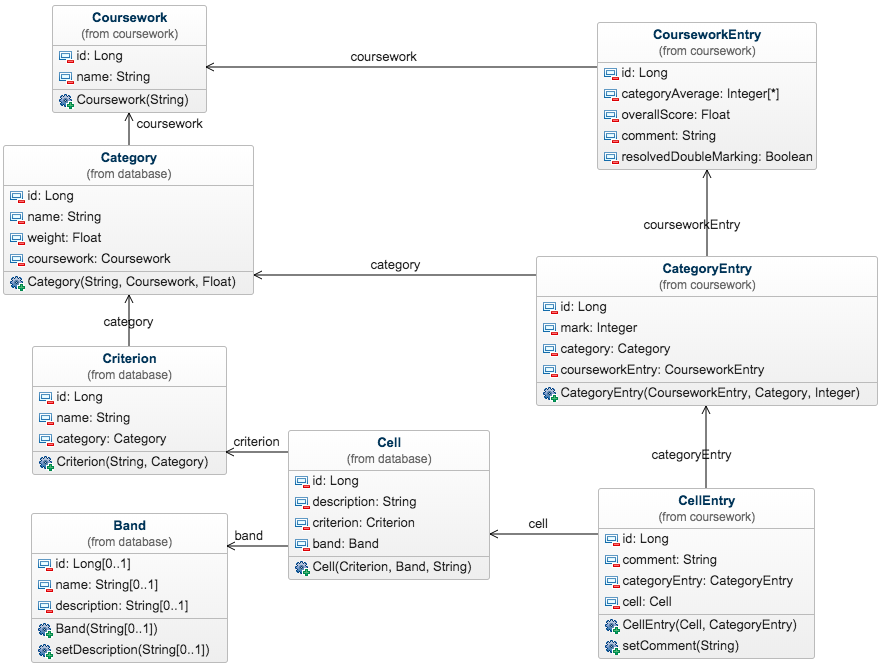 Coursework
(from coursework)
id: Long
name: String
Coursework(String)
coursework
CourseworkEntry
(from coursework)
id: Long
categoryAverage: Integer[*]
overallScore: Float
comment: String
resolvedDoubleMarking: Boolean
coursework
Category
(from database)
id: Long
name: String
weight: Float
coursework: Coursework
Category(String, Coursework, Float)
courseworkEntry
category
CategoryEntry
(from coursework)
id: Long
mark: Integer
category: Category
courseworkEntry: CourseworkEntry
CategoryEntry(CourseworkEntry, Category, Integer)
category
Criterion
(from database)
id: Long
name: String
category: Category
Criterion(String, Category)
criterion
Cell
(from database)
id: Long
description: String
criterion: Criterion
band: Band
Cell(Criterion, Band, String)
categoryEntry
band
Band
(from database)
id: Long[0..1]
name: String[0..1]
description: String[0..1]
Band(String[0..1])
setDescription(String[0..1])
cell
CellEntry
(from coursework)
id: Long
comment: String
categoryEntry: CategoryEntry
cell: Cell
CellEntry(Cell, CategoryEntry)
setComment(String)